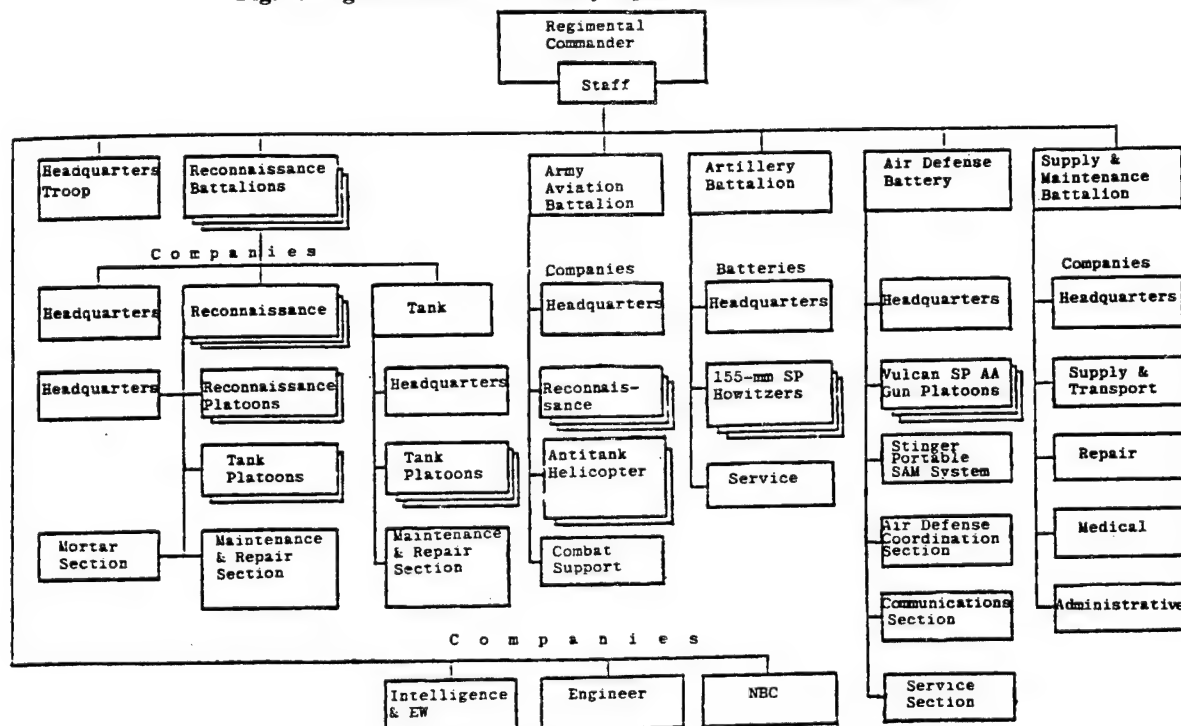 Regimental
Commander
Staff
Headquarters
Troop
Reconnaissance
Battalions
Army
Aviation
Battalion
Artillery
Battalion
Air Defense
Battery
Supply &
Maintenance
Battalion
Companies
Headquarters
Reconnaissance
Tank
Headquarters
Reconnaissance
Platoons
Headquarters
Tank
Platoons
Tank
Platoons
Mortar
Section
Maintenance
& Repair
Section
Maintenance
& Repair
Section
Companies
Headquarters
Reconnais-
sance
Antitank
Helicopter
Combat
Support
Batteries
Headquarters
155-mm SP
Howitzers
Service
Headquarters
Vulcan SP AA
Gun Platoons
Stinger
Portable
SAM System
Air Defense
Coordination
Section
Communications
Section
Service
Section
Companies
Headquarters
Supply &
Transport
Repair
Medical
Administrative
Companies
Intelligence
& EW
Engineer
NBC